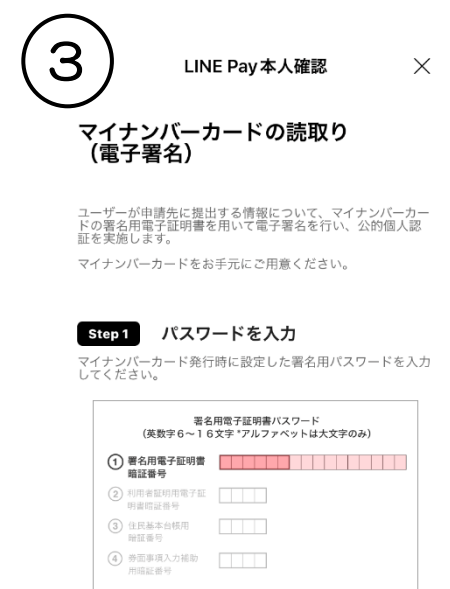 ③
LINE Pay本人確認
マイナンバーカードの読取り
（電子署名）
ユーザーが申請先に提出する情報について、マイナンバーカー
ドの署名用電子証明書を用いて電子署名を行い、公的個人認
証を実施します。
マイナンバーカードをお手元にご用意ください。
Step 1 パスワードを入力
マイナンバーカード発行時に設定した署名用パスワードを入力
してください。
署名用電子証明書パスワード
（英数字６〜１６文字 *アルファベットは大文字のみ）
① 署名用電子証明書
暗証番号
② 利用者証明用電子証
明書暗証番号
③ 住民基本台帳用
暗証番号
④ 券面事項入力補助
用暗証番号